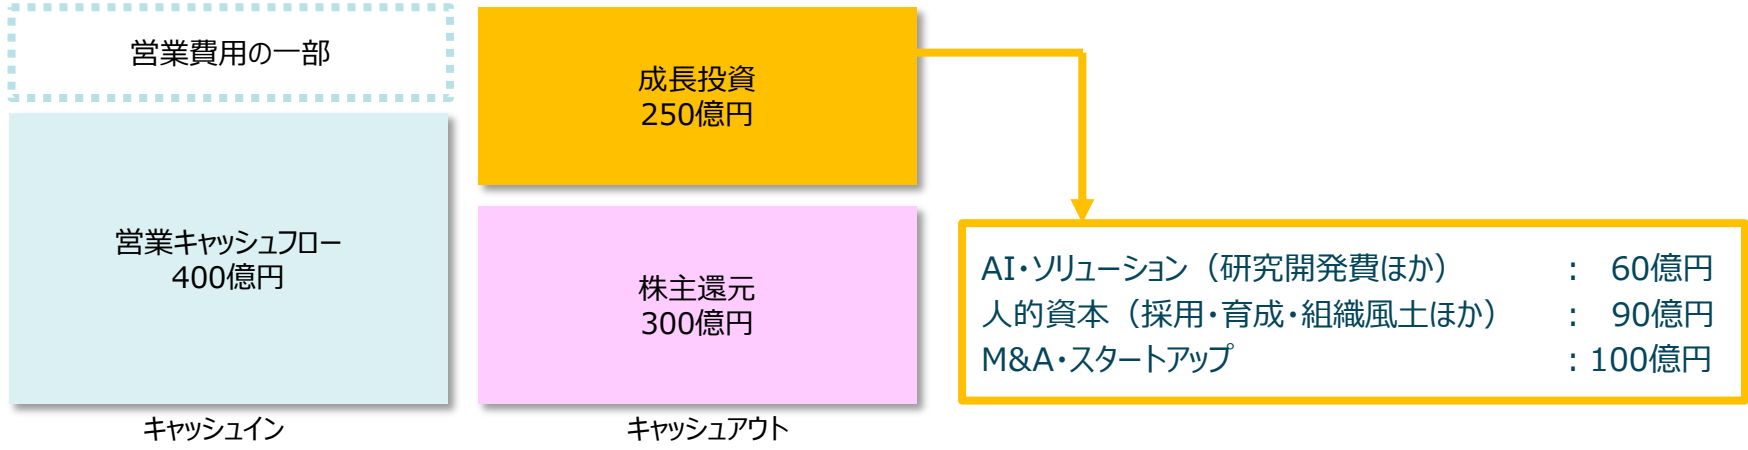 営業費用の一部
営業キャッシュフロー
400億円
キャッシュイン
成長投資
250億円
株主還元
300億円
キャッシュアウト
AI・ソリューション（研究開発費ほか）　：　60億円
人的資本（採用・育成・組織風土ほか）　：　90億円
M&A・スタートアップ　：100億円